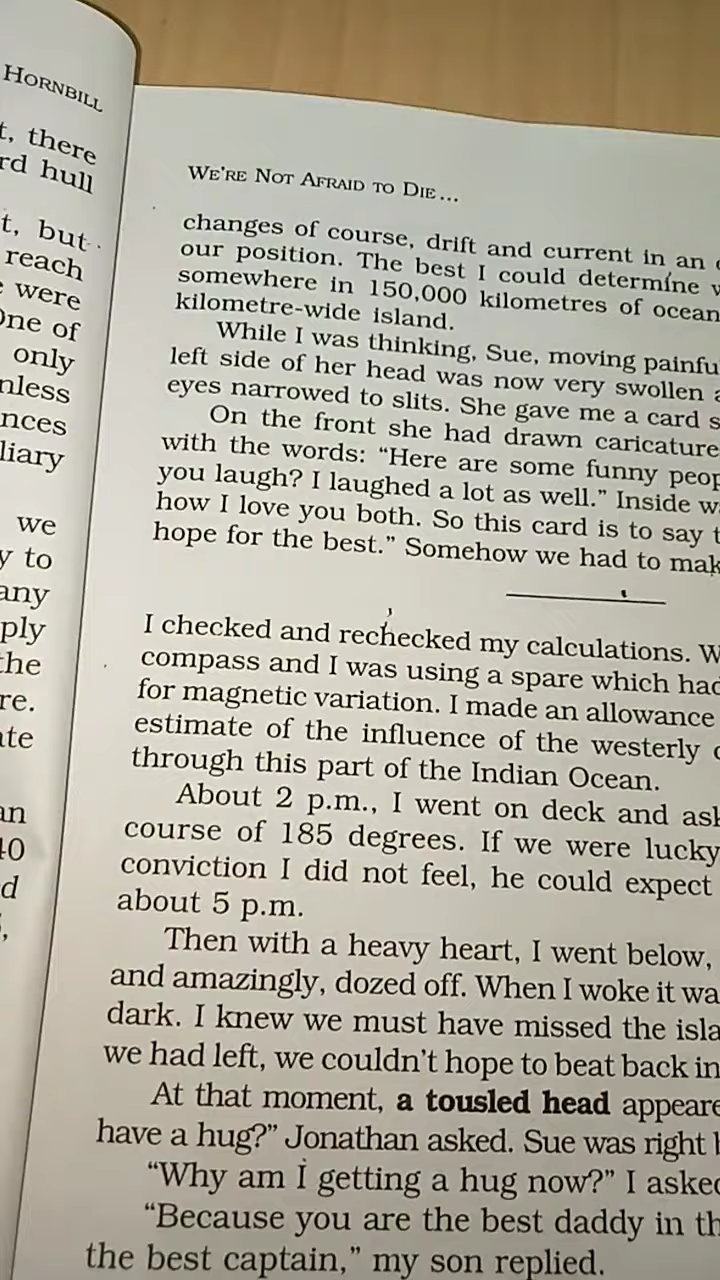 HORNBILL
t, there
rd hull
t, but
reach
were
One of
only
nless
nces
liary
we
y to
any
ply
the
re.
ate
an
40
d
WE'RE NOT AFRAID TO DIE...
changes of course, drift and current in an
our position. The best I could determine
somewhere in 150,000 kilometres of ocean
kilometre-wide island.
While I was thinking, Sue, moving painfu
left side of her head was now very swollen
eyes narrowed to slits. She gave me a card s
On the front she had drawn caricature
with the words: “Here are some funny peop
you laugh? I laughed a lot as well.” Inside w
how I love you both. So this card is to say t
hope for the best.” Somehow we had to mak
I checked and rechecked my calculations. W
compass and I was using a spare which had
for magnetic variation. I made an allowance
estimate of the influence of the westerly
through this part of the Indian Ocean.
About 2 p.m., I went on deck and ask
course of 185 degrees. If we were lucky
conviction I did not feel, he could expect
about 5 p.m.
Then with a heavy heart, I went below,
and amazingly, dozed off. When I woke it wa
dark. I knew we must have missed the isla
we had left, we couldn't hope to beat back in
At that moment, a tousled head appeare
have a hug?” Jonathan asked. Sue was right b
“Why am I getting a hug now?” I asked
“Because you are the best daddy in th
the best captain,” my son replied.